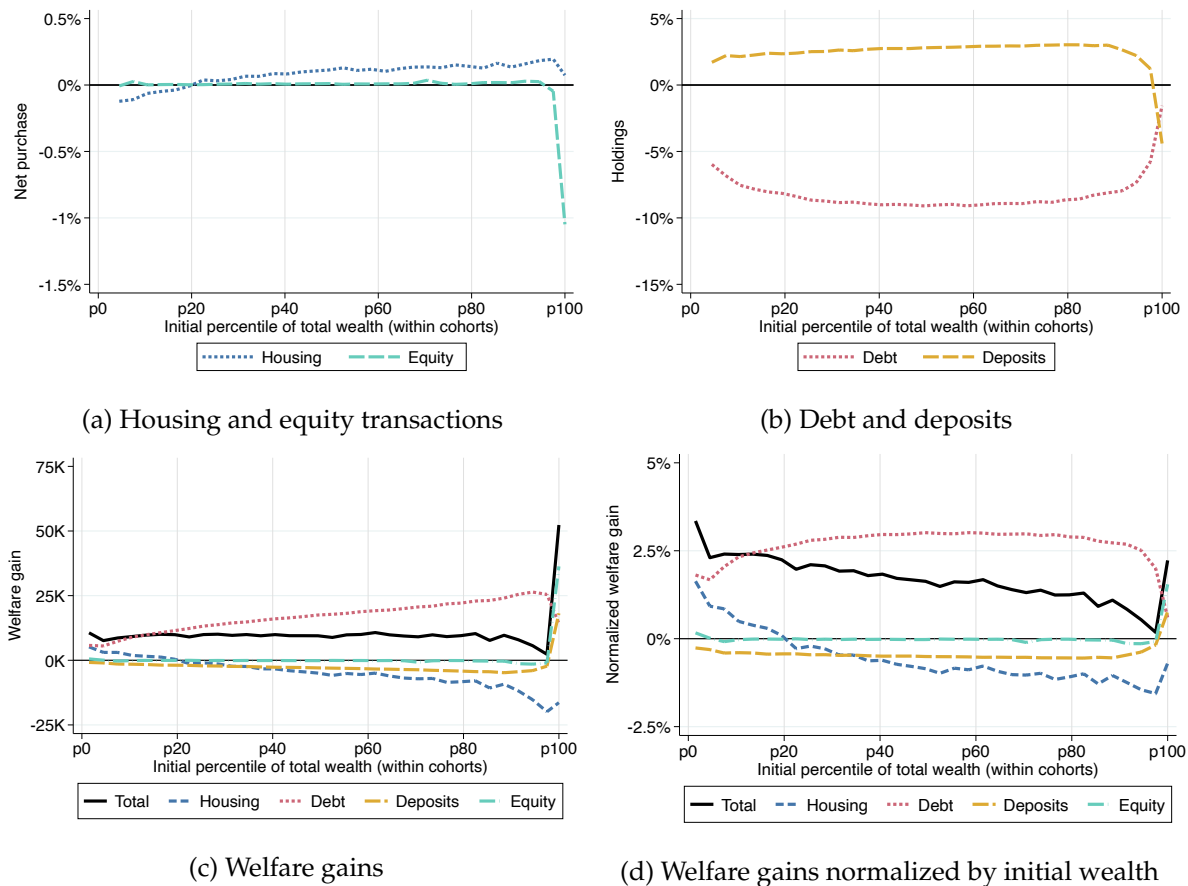 0.5%
0%
-0.5%
-1%
-1.5%
Net purchase
p0 p20 p40 p60 p80 p100
Initial percentile of total wealth (within cohorts)
Housing Equity
(a) Housing and equity transactions
5%
0%
-5%
-10%
-15%
Holdings
p0 p20 p40 p60 p80 p100
Initial percentile of total wealth (within cohorts)
Debt Deposits
(b) Debt and deposits
75K
50K
25K
0K
-25K
Welfare gain
p0 p20 p40 p60 p80 p100
Initial percentile of total wealth (within cohorts)
Total Housing Debt Deposits Equity
(c) Welfare gains
5%
2.5%
0%
-2.5%
Normalized welfare gain
p0 p20 p40 p60 p80 p100
Initial percentile of total wealth (within cohorts)
Total Housing Debt Deposits Equity
(d) Welfare gains normalized by initial wealth